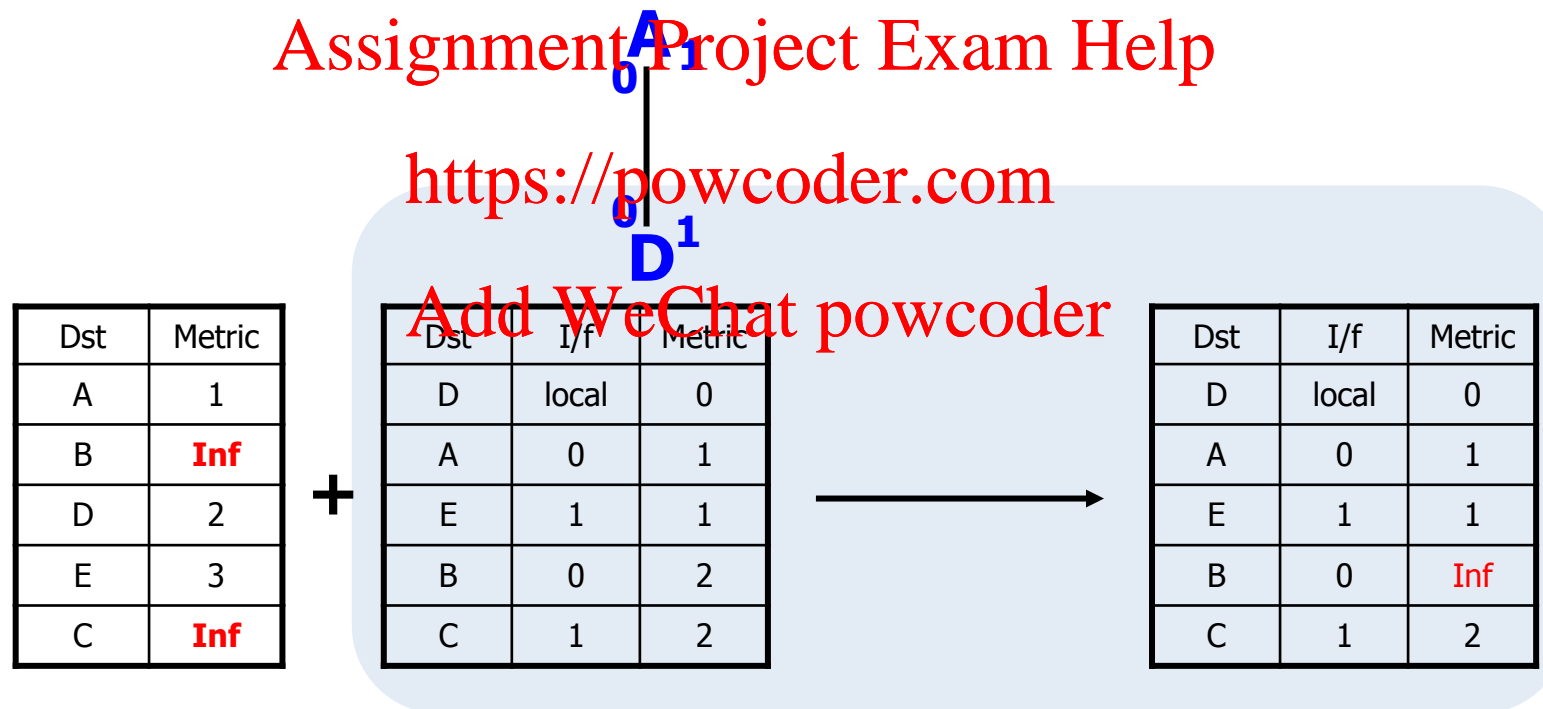 Assignment Project Exam Help
A 1
0
https://powcoder.com
0
D 1
Add WeChat powcoder
Dst Metric
A 1
B Inf
D 2
E 3
C Inf
+
Dst I/f Metric
D local 0
A 0 1
E 1 1
B 0 2
C 1 2
Dst I/f Metric
D local 0
A 0 1
E 1 1
B 0 Inf
C 1 2